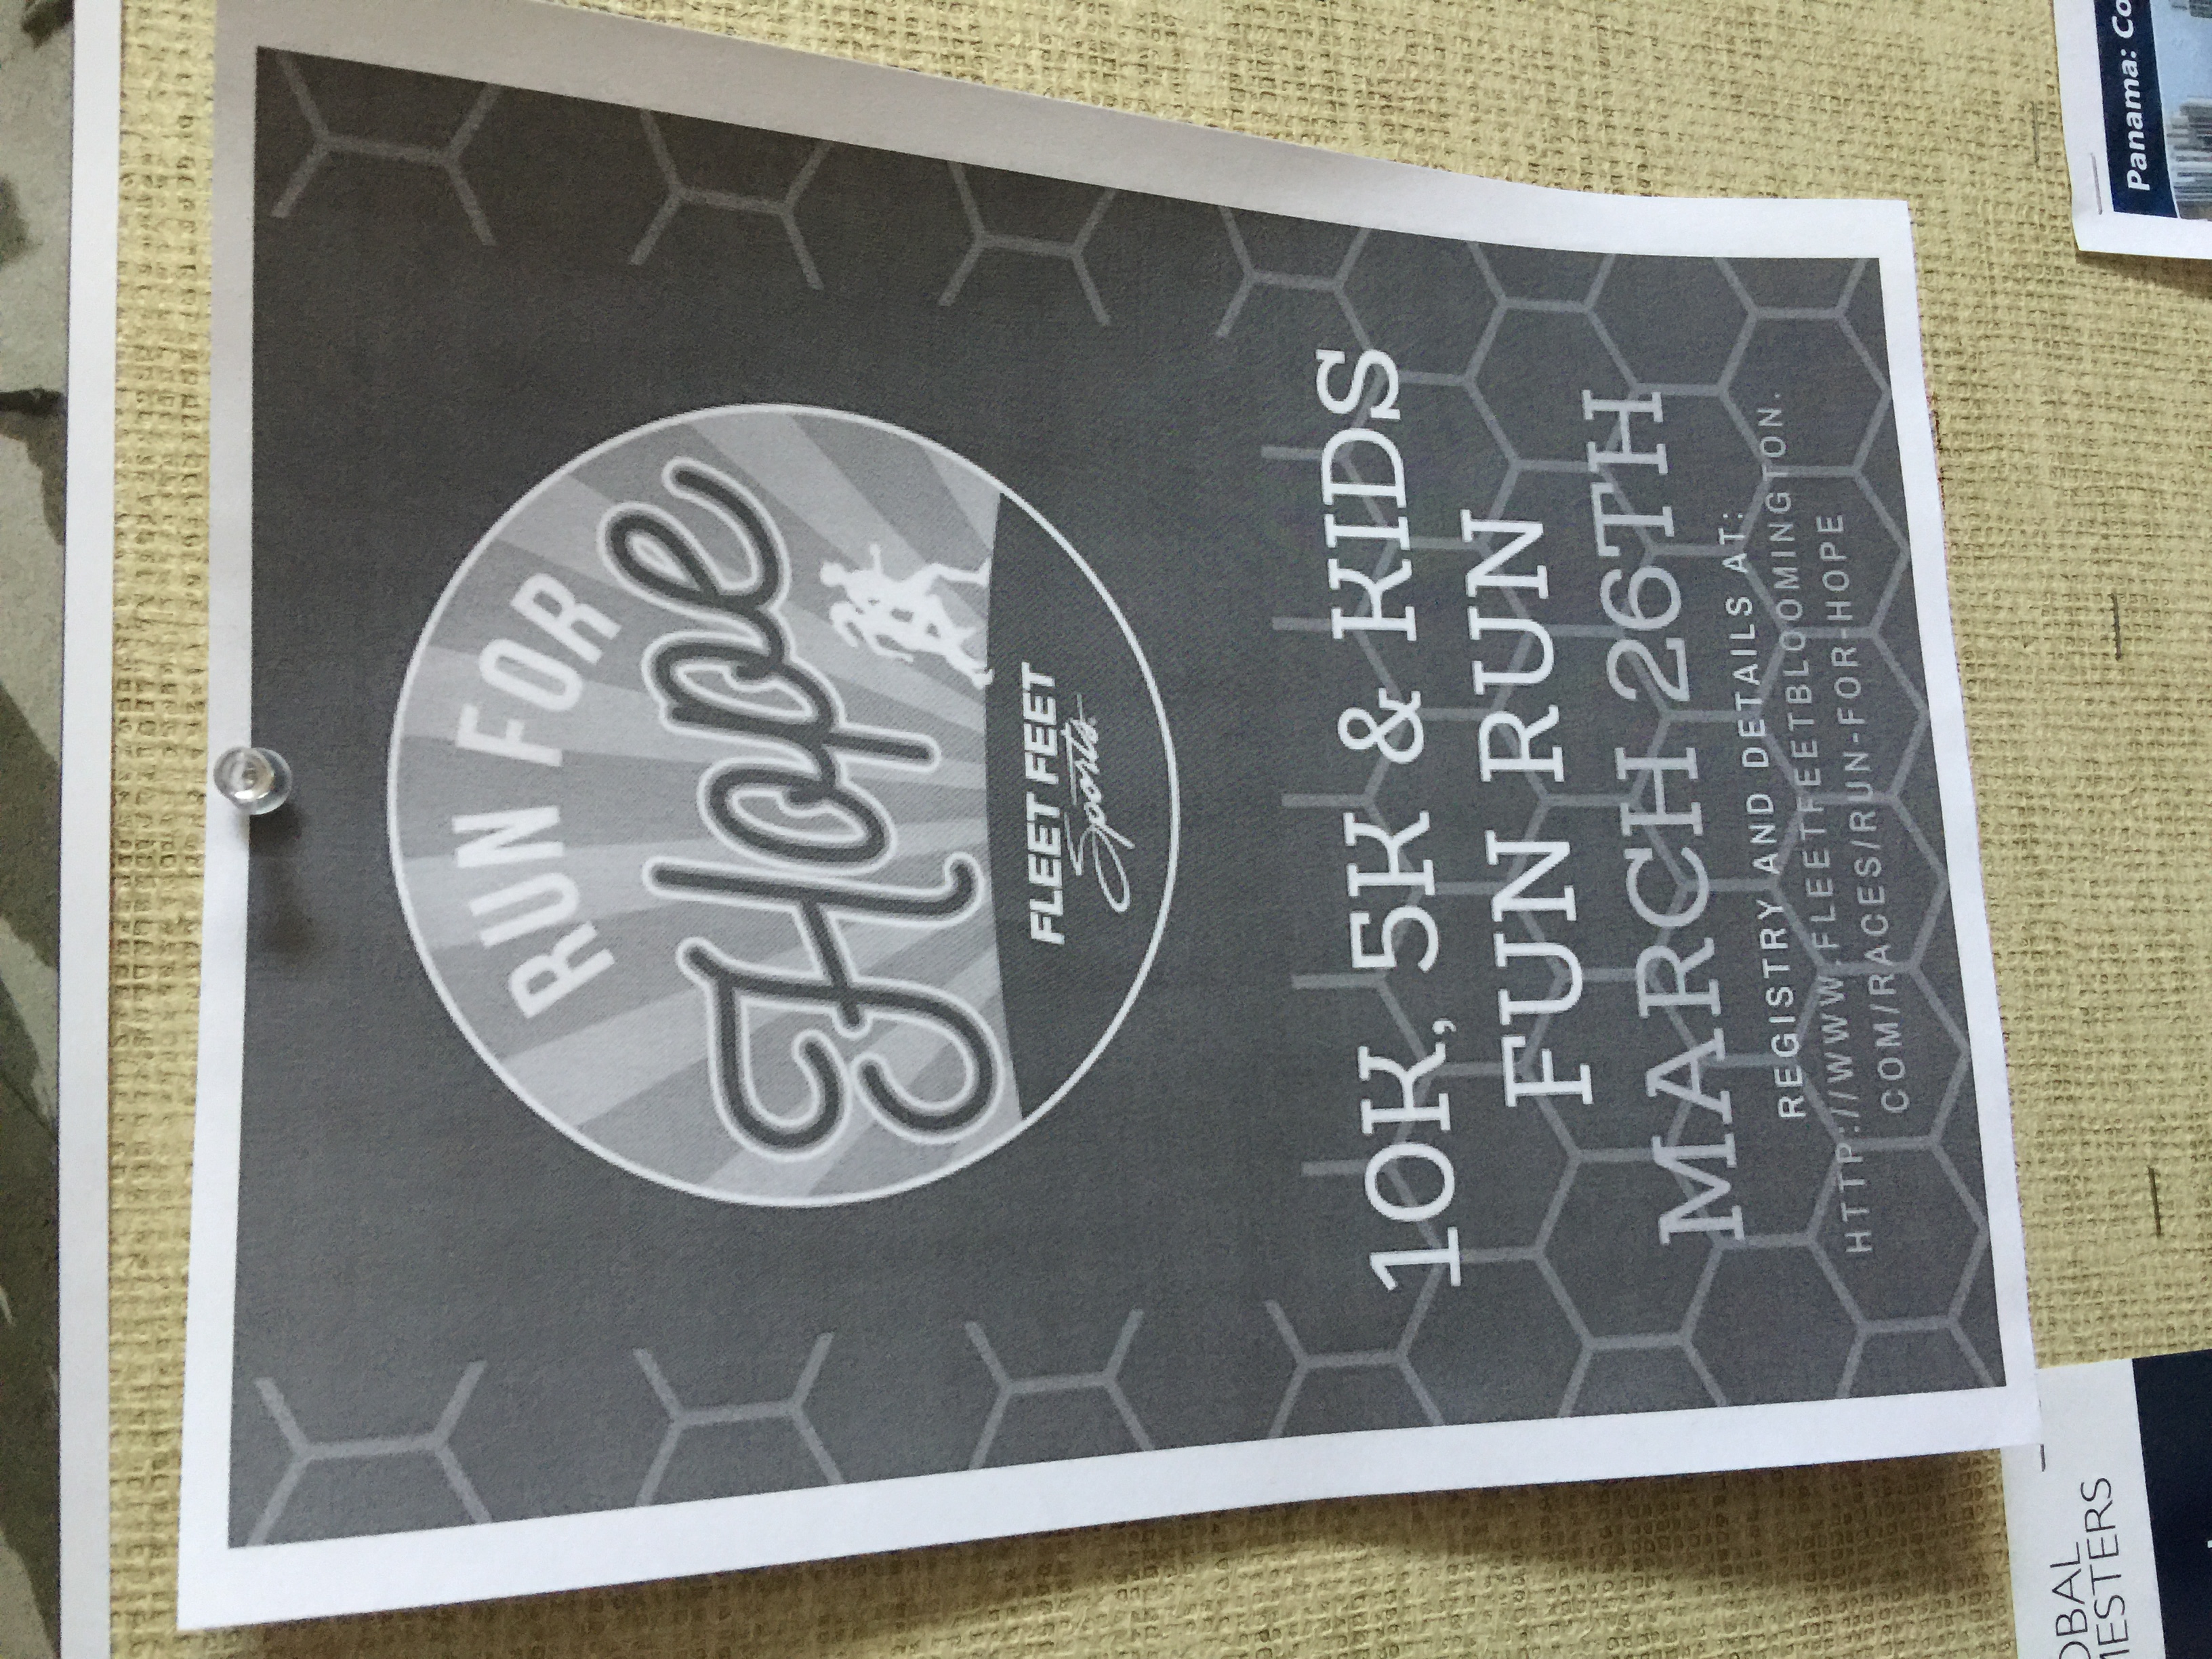 RUN FOR
Hope
FLEET FEET
Sports
10K, 5K & KIDS
FUN RUN
MARCH 26TH
REGISTRY AND DETAILS AT:
HTTP://WWW.FLEETFEETBLOOMINGTON.
COM/RACES/RUN-FOR-HOPE
OBAL
MESTERS
Panama: Co